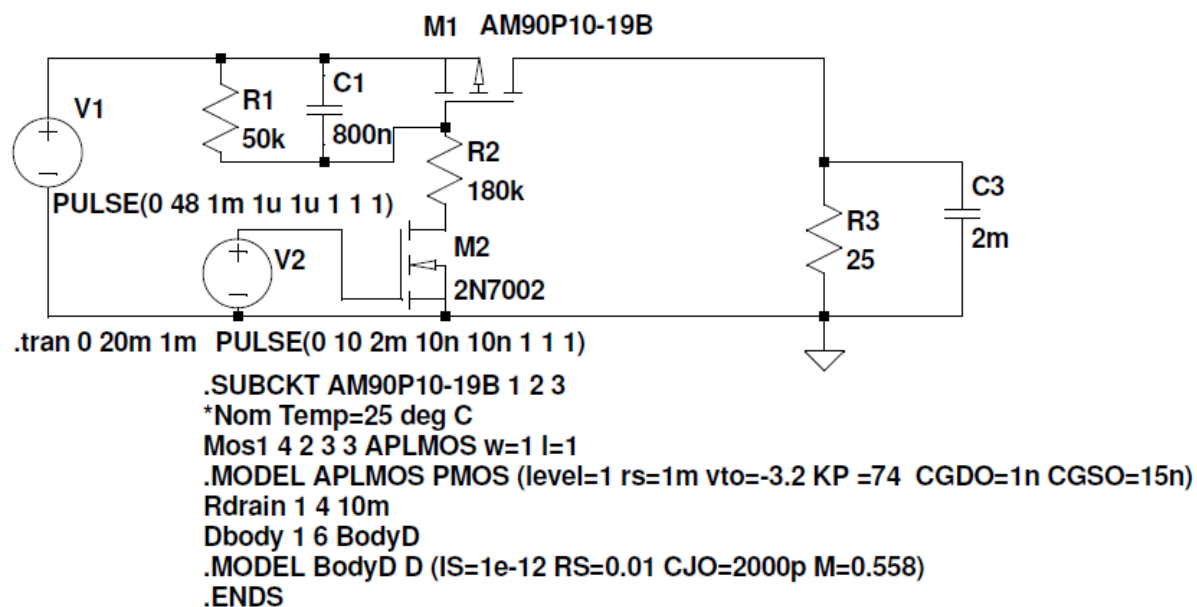 M1 AM90P10-19B
C1
R1
V1
50k
800n
R2
180k
C3
PULSE(0 48 1m 1u 1u 1 1 1)
R3
2m
M2
V2
25
2N7002
.tran 0 20m 1m PULSE(0 10 2m 10n 10n 1 1 1)
.SUBCKT AM90P10-19B 1 2 3
*Nom Temp=25 deg C
Mos1 4 2 3 3 APLMOS w=1 l=1
.MODEL APLMOS PMOS (level=1 rs=1m vto=-3.2 KP =74 CGDO=1n CGSO=15n)
Rdrain 1 4 10m
Dbody 1 6 BodyD
.MODEL BodyD D (IS=1e-12 RS=0.01 CJO=2000p M=0.558)
.ENDS